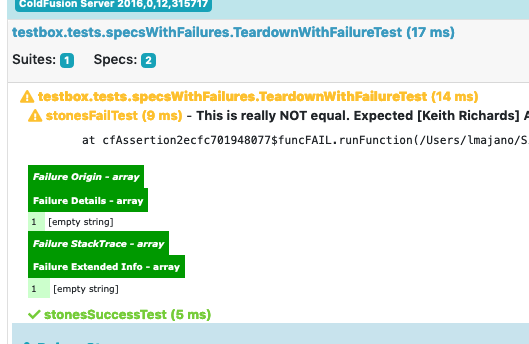 ColdFusion Server 2016,0,12,315717
testbox.tests.specsWithFailures.TeardownWithFailureTest (17 ms)
Suites: 1 Specs: 2
testbox.tests.specsWithFailures.TeardownWithFailureTest (14 ms)
stonesFailTest (9 ms) - This is really NOT equal. Expected [Keith Richards] A
at cfAssertion2ecfc701948077$funcFAIL.runFunction(/Users/lmajano/S
Failure Origin - array
Failure Details - array
1 [empty string]
Failure StackTrace - array
Failure Extended Info - array
1 [empty string]
stonesSuccessTest (5 ms)